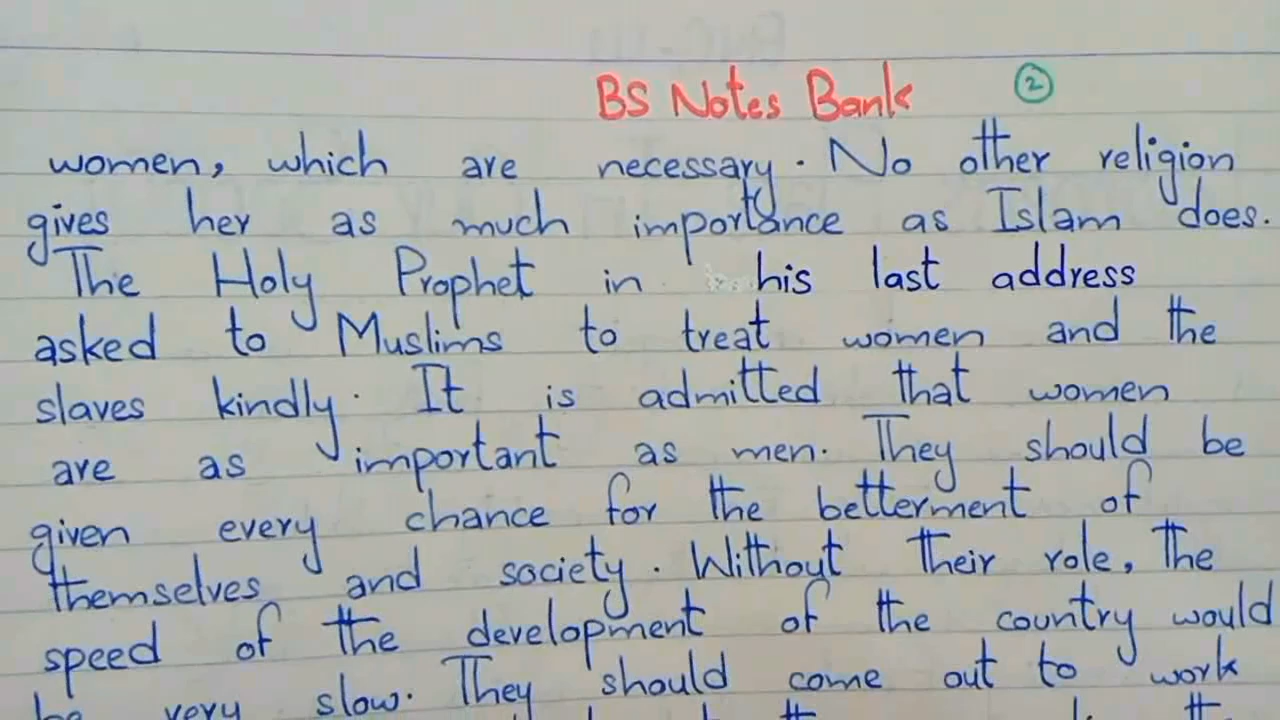 BS Notes Bank 2
women, which are necessary. No other religion
gives her as much importance as Islam does.
The Holy Prophet in his last address
asked to Muslims to treat women and the
slaves kindly. It is admitted that women
are as important as men. They should be
given every chance for the betterment of
themselves and society. Without their role, the
speed of the development of the country would
be very slow. They should come out to work